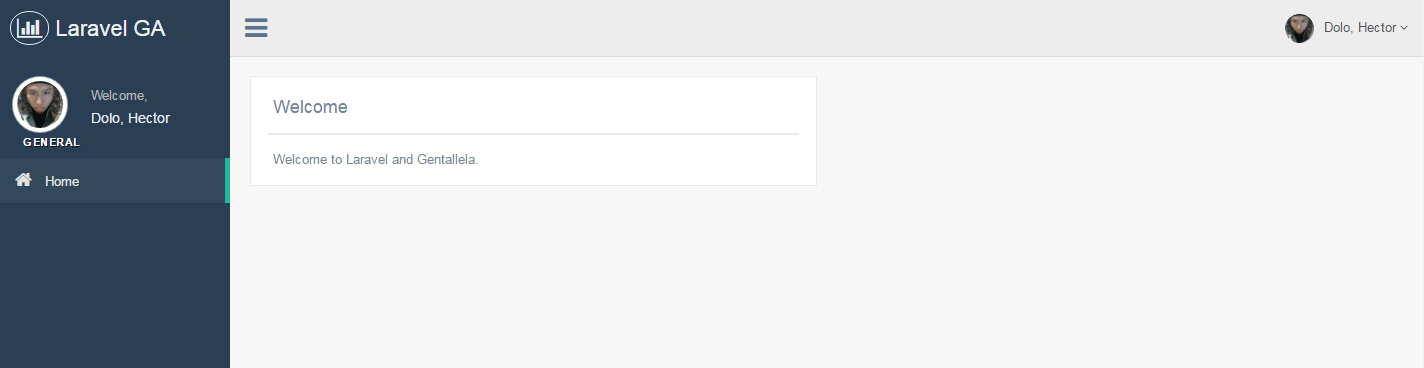 Laravel GA
Dolo, Hector
Welcome,
Dolo, Hector
GENERAL
Home
Welcome
Welcome to Laravel and Gentallela.